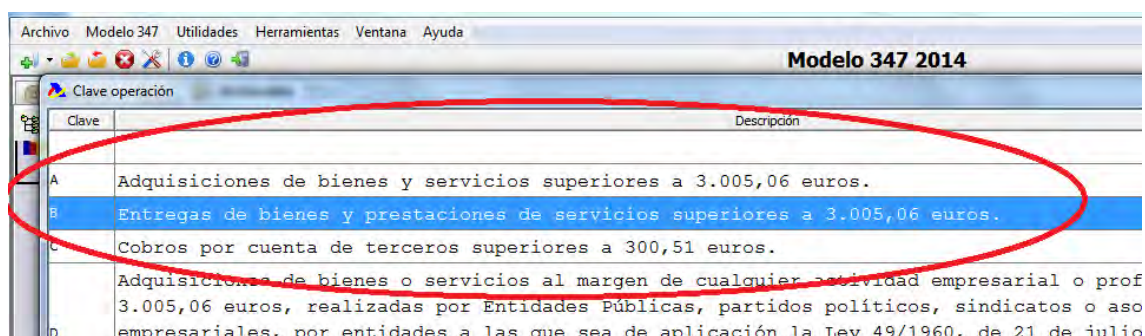 Archivo Modelo 347 Utilidades Herramientas Ventana Ayuda
Modelo 347 2014
Clave operación
Clave Descripción
A Adquisiciones de bienes y servicios superiores a 3.005,06 euros.
B Entregas de bienes y prestaciones de servicios superiores a 3.005,06 euros.
C Cobros por cuenta de terceros superiores a 300,51 euros.
Adquisiciones de bienes o servicios al margen de cualquier actividad empresarial o prof
3.005,06 euros, realizadas por Entidades Públicas, partidos políticos, sindicatos o aso
D empresariales, por entidades a las que sea de aplicación la Ley 49/1960, de 21 de juli